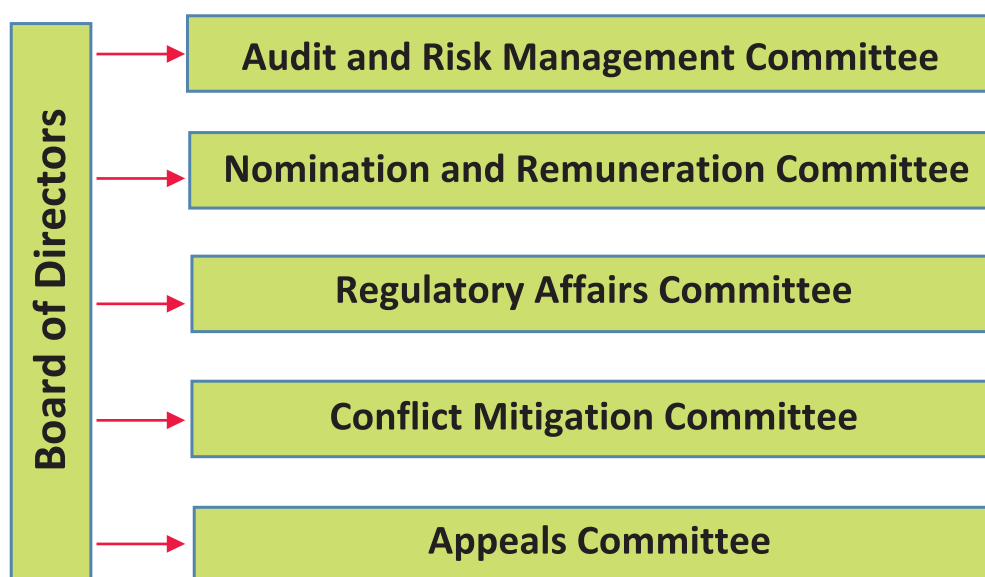 Board of Directors
Audit and Risk Management Committee
Nomination and Remuneration Committee
Regulatory Affairs Committee
Conflict Mitigation Committee
Appeals Committee